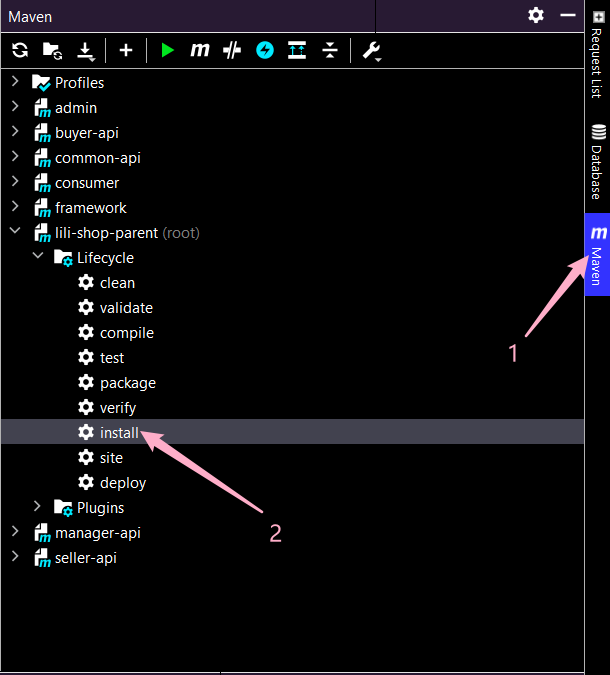 Maven
Profiles
admin
buyer-api
common-api
consumer
framework
lili-shop-parent (root)
Lifecycle
clean
validate
compile
test
package
verify
install
site
deploy
Plugins
manager-api
seller-api
1
2
Request List
Database
Maven